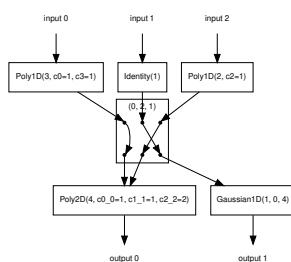 input 0 input 1 input 2
Poly1D(3, c0=1, c3=1) Identity(1) Poly1D(2, c2=1)
(0, 2, 1)
Poly2D(4, c0_0=1, c1_1=1, c2_2=2) Gaussian1D(1, 0, 4)
output 0 output 1